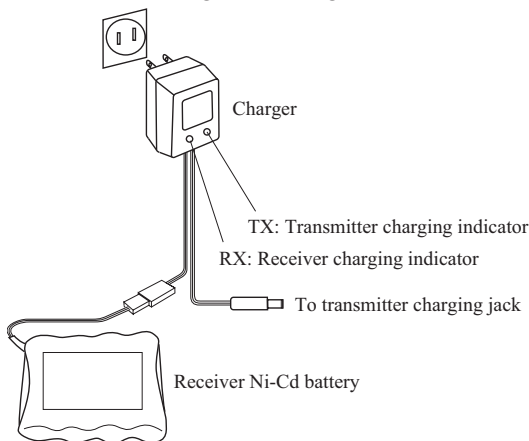 Charger
TX: Transmitter charging indicator
RX: Receiver charging indicator
To transmitter charging jack
Receiver Ni-Cd battery